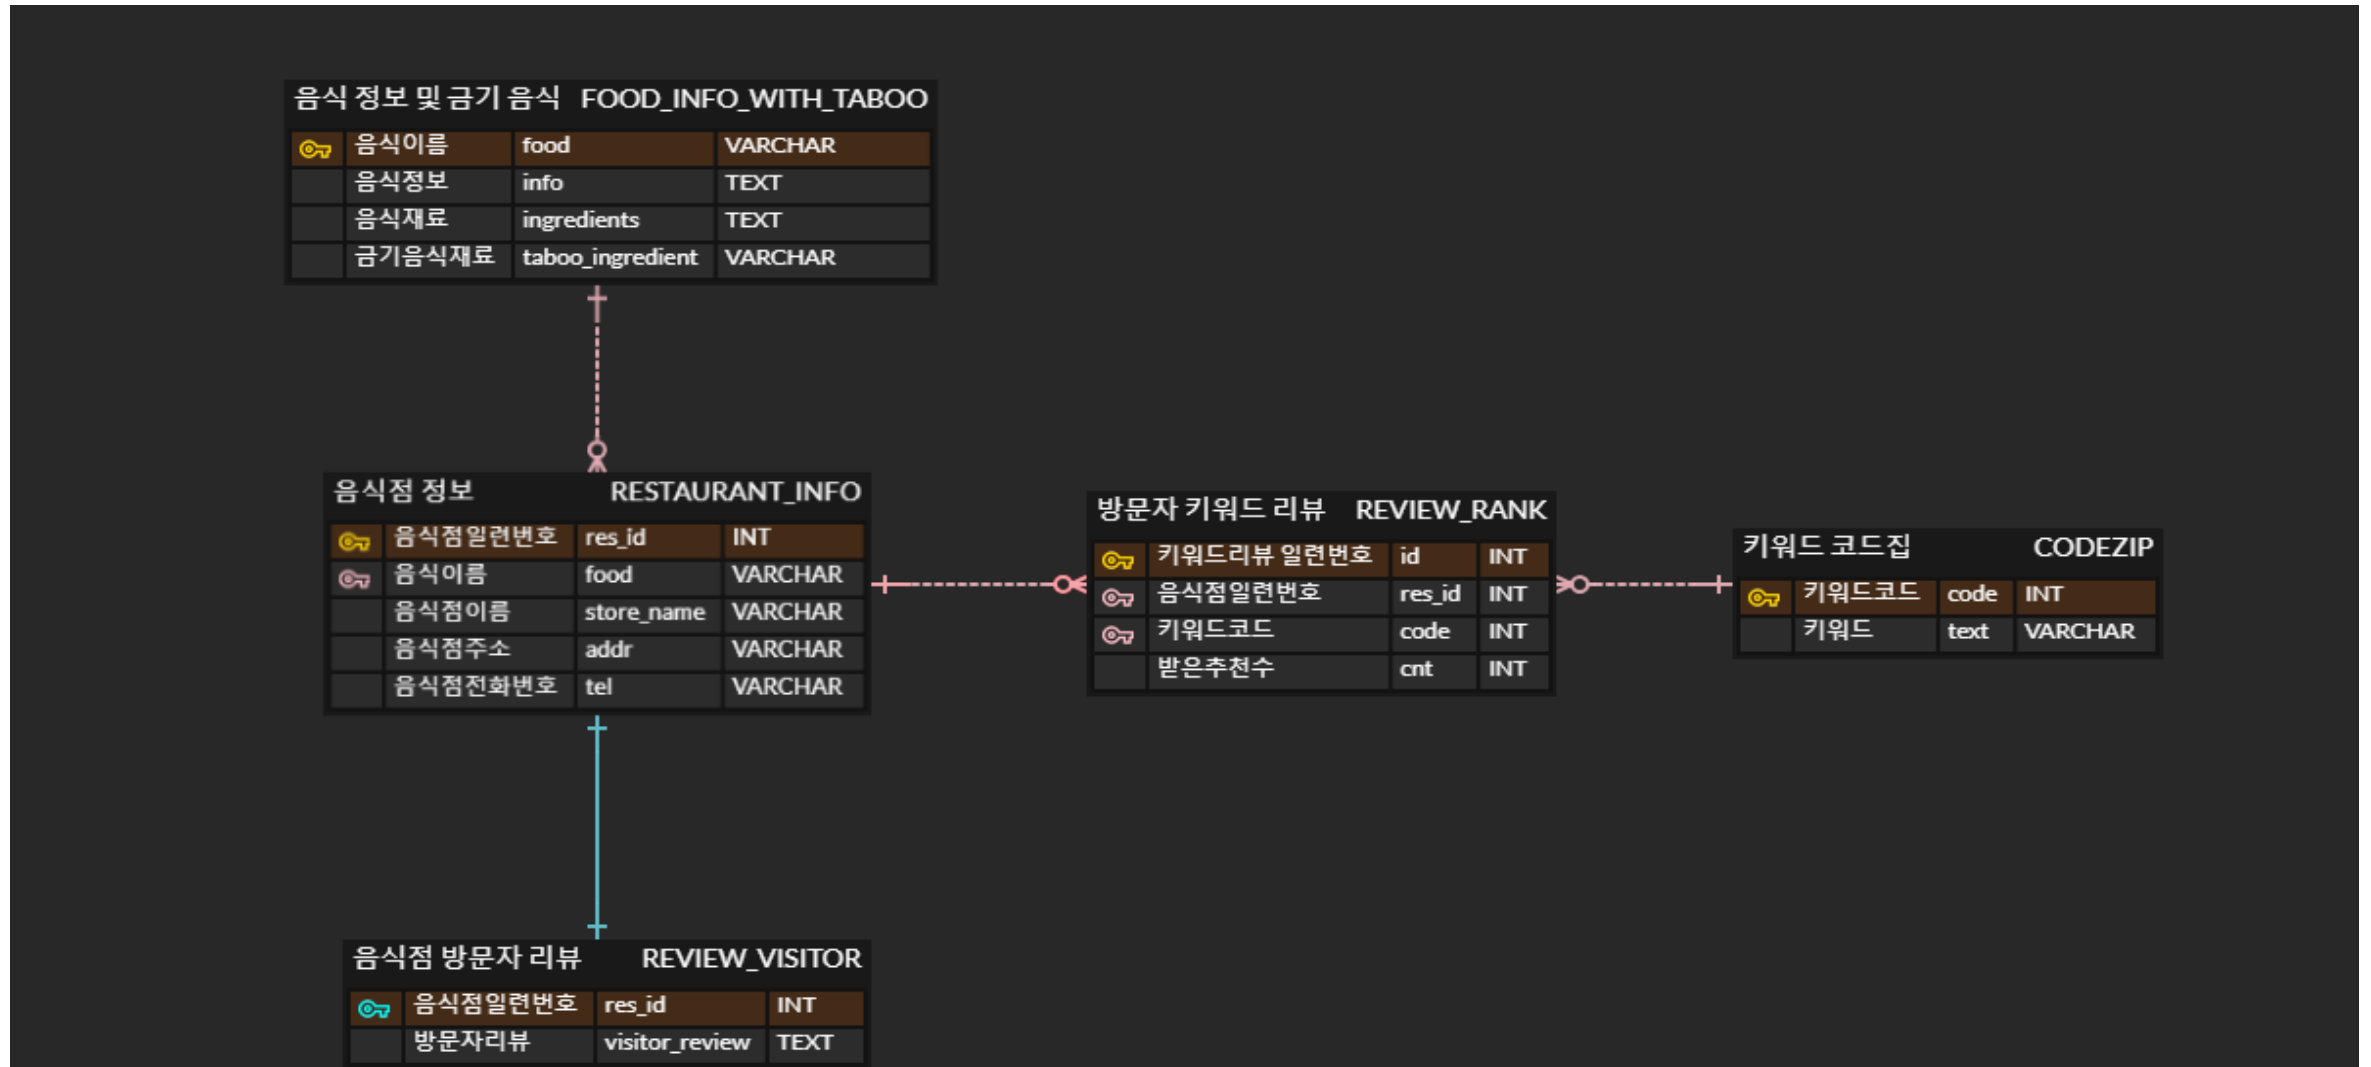 음식 정보 및 금기 음식 FOOD_INFO_WITH_TABOO
음식이름 food VARCHAR
음식정보 info TEXT
음식재료 ingredients TEXT
금기음식재료 taboo_ingredient VARCHAR
음식점 정보 RESTAURANT_INFO
음식점일련번호 res_id INT
음식이름 food VARCHAR
음식점이름 store_name VARCHAR
음식점주소 addr VARCHAR
음식점전화번호 tel VARCHAR
방문자 키워드 리뷰 REVIEW_RANK
키워드리뷰 일련번호 id INT
음식점일련번호 res_id INT
키워드코드 code INT
받은추천수 cnt INT
키워드 코드집 CODEZIP
키워드코드 code INT
키워드 text VARCHAR
음식점 방문자 리뷰 REVIEW_VISITOR
음식점일련번호 res_id INT
방문자리뷰 visitor_review TEXT